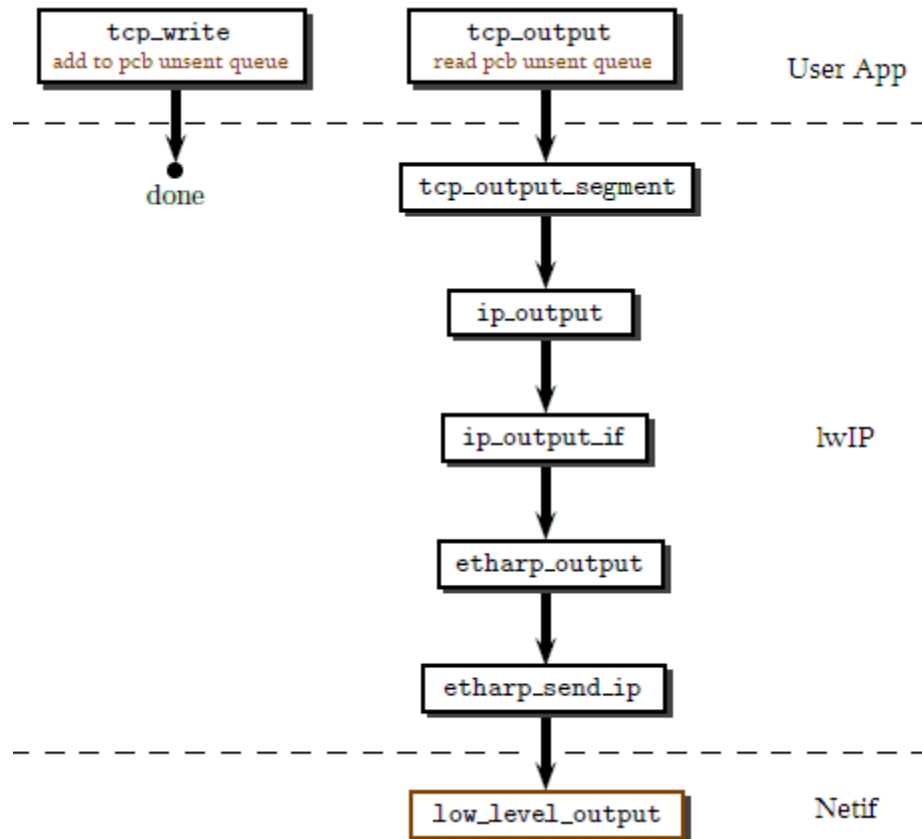 tcp_write
add to pcb unsent queue
tcp_output
read pcb unsent queue
User App
done
tcp_output_segment
ip_output
ip_output_if
lwIP
etharp_output
etharp_send_ip
low_level_output
Netif